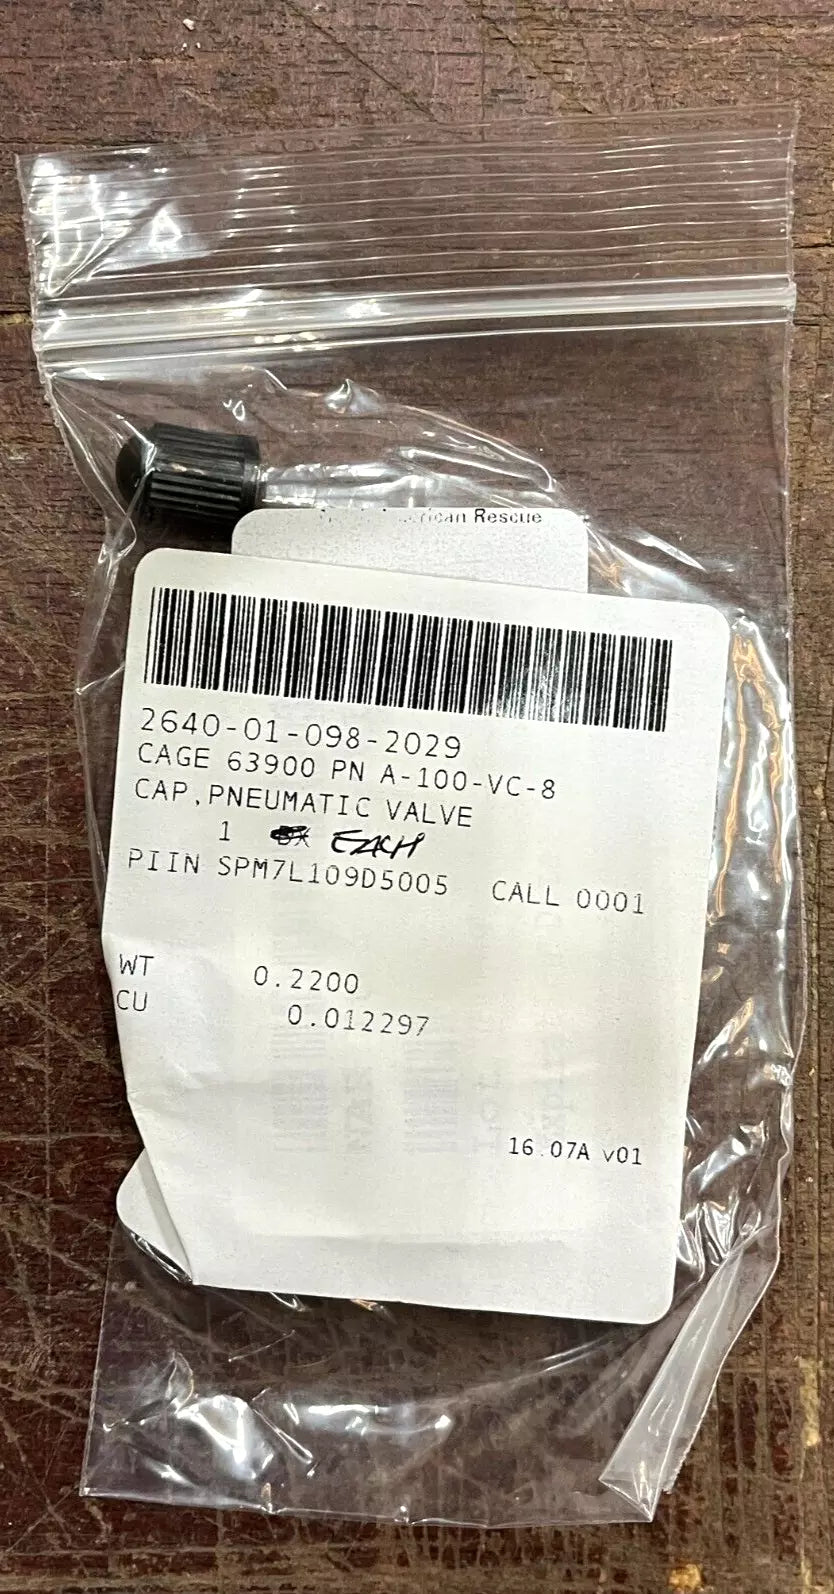 Rescue
2640-01-098-2029
CAGE 63900 PN A-100-VC-8
CAP,PNEUMATIC VALVE
1 EACH
PIIN SPM7L109D5005 CALL 0001
WT 0.2200
CU 0.012297
16.07A v01